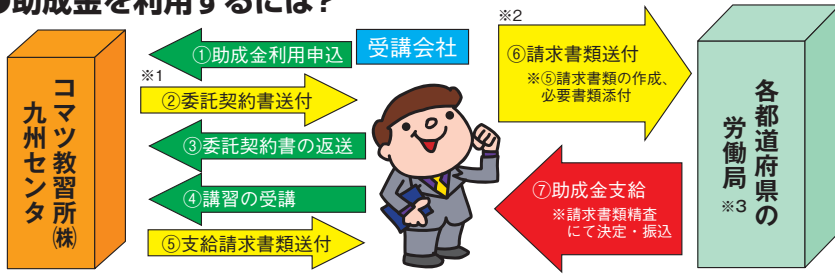 ●助成金を利用するには?
コマツ教習所㈱
九州センタ
※1
①助成金利用申込
②委託契約書送付
③委託契約書の返送
④講習の受講
⑤支給請求書類送付
受講会社
※2
⑥請求書類送付
※⑤請求書類の作成、
必要書類添付
⑦助成金支給
※請求書類精査
にて決定・振込
各都道府県の
労働局※3